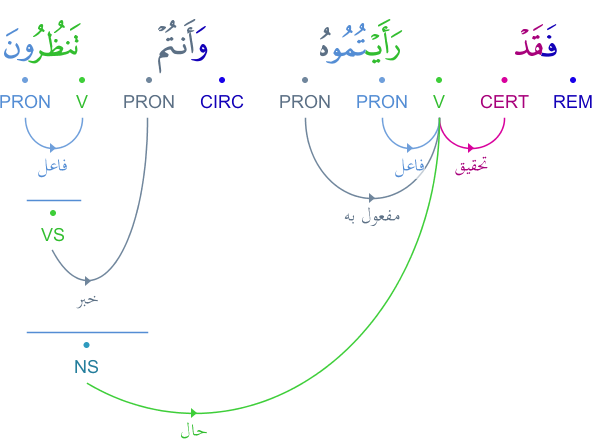 فَقَدْ رَأَيْتُمُوهُ وَأَنتُمْ تَنظُرُونَ
REM CERT V PRON PRON CIRC PRON V PRON
تحقيق فاعل فاعل
مفعول به
VS
خبر
NS
حال